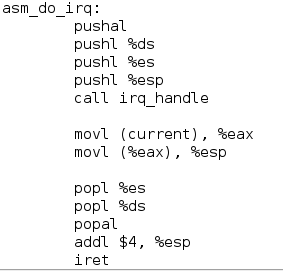 asm_do_irq:
pushal
pushl %ds
pushl %es
pushl %esp
call irq_handle
movl (current), %eax
movl (%eax), %esp
popl %es
popl %ds
popal
addl $4, %esp
iret